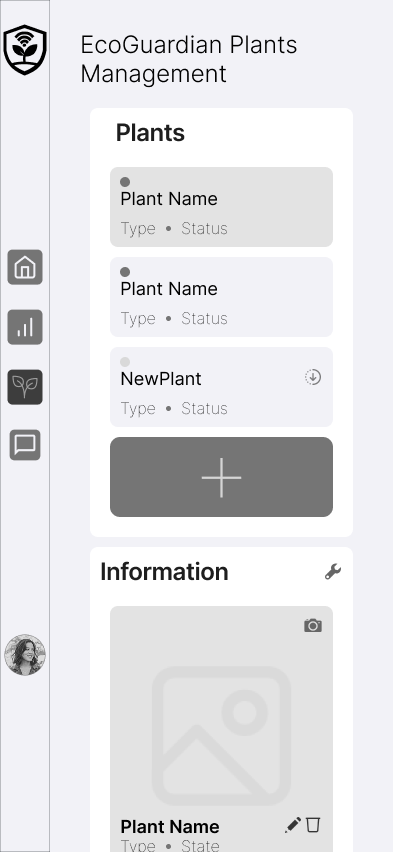 EcoGuardian Plants
Management
Plants
Plant Name
Type • Status
Plant Name
Type • Status
NewPlant
Type • Status
Information
Plant Name
Type • State